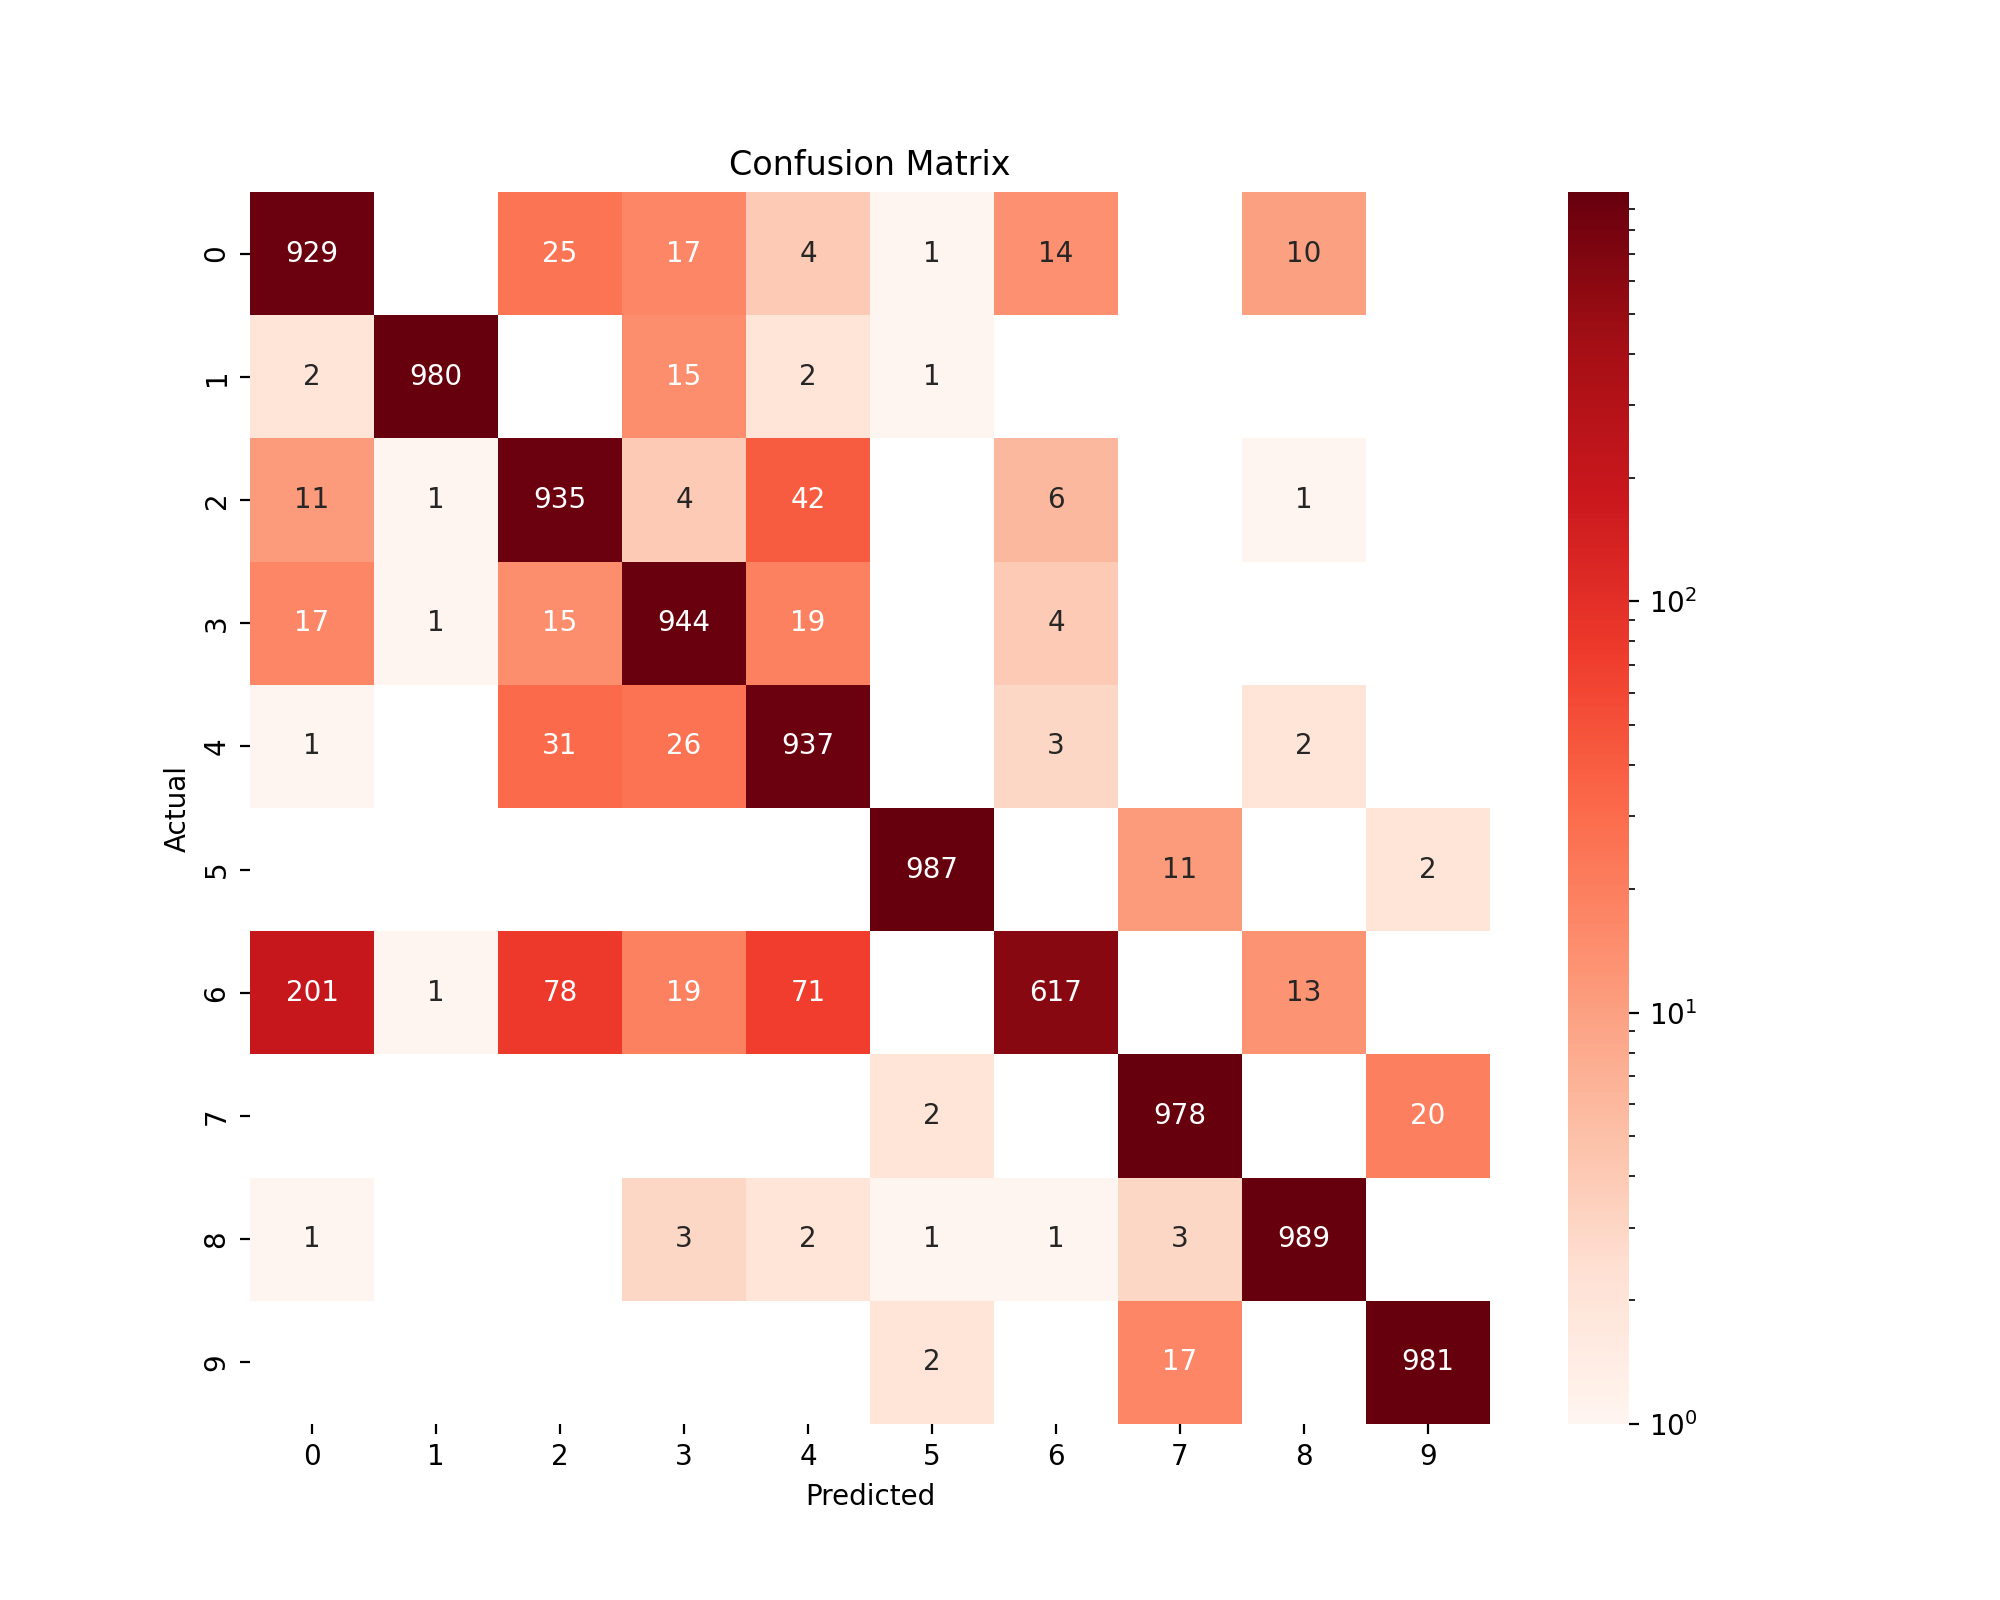 Confusion Matrix
0 929 25 17 4 1 14 10
1 2 980 15 2 1
2 11 1 935 4 42 6 1
3 17 1 15 944 19 4
4 1 31 26 937 3 2
5 987 11 2
6 201 1 78 19 71 617 13
7 2 978 20
8 1 3 2 1 1 3 989
9 2 17 981
0 1 2 3 4 5 6 7 8 9
Predicted
Actual
10²
10¹
10⁰